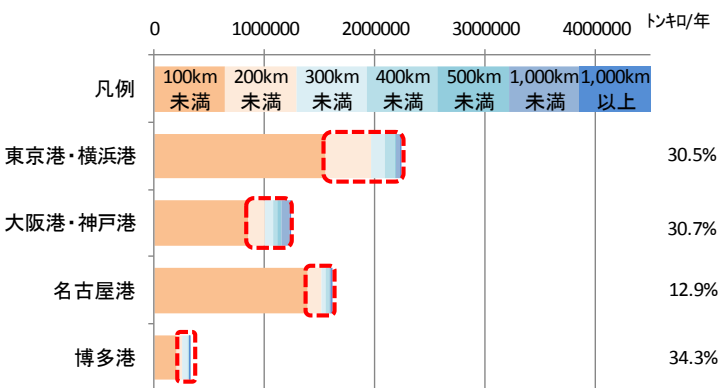 0 1000000 2000000 3000000 4000000 トンキロ/年
凡例
100km 200km 300km 400km 500km 1,000km 1,000km
未満 未満 未満 未満 未満 未満 以上
東京港・横浜港 30.5%
大阪港・神戸港 30.7%
名古屋港 12.9%
博多港 34.3%